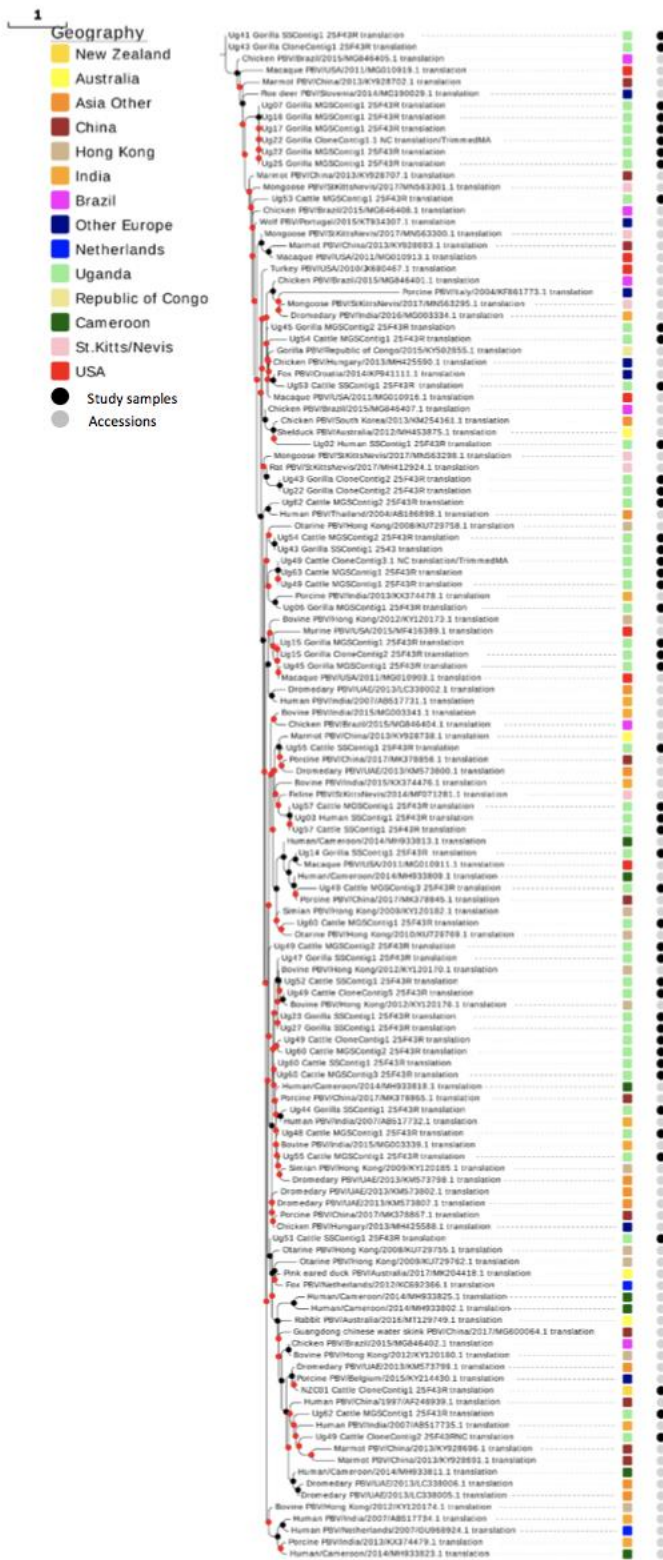 1
Geography
New Zealand
Australia
Asia Other
China
Hong Kong
India
Brazil
Other Europe
Netherlands
Uganda
Republic of Congo
Cameroon
St.Kitts/Nevis
USA
Study samples
Accessions
Ug41 Gorilla SSContig1 25F43R translation
Ug43 Gorilla CloneContig1 25F43R translation
Chicken PBV/Brazil/2015/MG846405.1 translation
Macaque PBV/USA/2011/MG010919.1 translation
Marmot PBV/China/2013/KY928702.1 translation
Roe deer PBV/Slovenia/2014/MG190029.1 translation
Ug07 Gorilla MGSContig1 25F43R translation
Ug16 Gorilla MGSContig1 25F43R translation
Ug17 Gorilla MGSContig1 25F43R translation
Ug22 Gorilla CloneContig1.1 NC translation/TrimmedMA
Ug22 Gorilla MGSContig1 25F43R translation
Ug25 Gorilla MGSContig1 25F43R translation
Marmot PBV/China/2013/KY928707.1 translation
Mongoose PBV/StKittsNevis/2017/MN563301.1 translation
Ug53 Cattle MGSContig1 25F43R translation
Chicken PBV/Brazil/2015/MG846408.1 translation
Wolf PBV/Portugal/2015/KT934307.1 translation
Mongoose PBV/StKittsNevis/2017/MN563300.1 translation
Marmot PBV/China/2013/KY928693.1 translation
Macaque PBV/USA/2011/MG010913.1 translation
Turkey PBV/USA/2010/JX680467.1 translation
Chicken PBV/Brazil/2015/MG846401.1 translation
Porcine PBV/Italy/2004/KF861773.1 translation
Mongoose PBV/StKittsNevis/2017/MN563295.1 translation
Dromedary PBV/India/2016/MG003334.1 translation
Ug45 Gorilla MGSContig2 25F43R translation
Ug54 Cattle MGSContig1 25F43R translation
Gorilla PBV/Republic of Congo/2015/KY502855.1 translation
Chicken PBV/Hungary/2013/MH425590.1 translation
Fox PBV/Croatia/2014/KP941111.1 translation
Ug53 Cattle SSContig1 25F43R translation
Macaque PBV/USA/2011/MG010916.1 translation
Chicken PBV/Brazil/2015/MG846407.1 translation
Chicken PBV/South Korea/2013/KM254161.1 translation
Shelduck PBV/Australia/2012/MH453875.1 translation
Ug02 Human SSContig1 25F43R translation
Mongoose PBV/StKittsNevis/2017/MN563298.1 translation
Rat PBV/StKittsNevis/2017/MH412924.1 translation
Ug43 Gorilla CloneContig2 25F43R translation
Ug22 Gorilla CloneContig2 25F43R translation
Ug62 Cattle MGSContig2 25F43R translation
Human PBV/Thailand/2004/AB186898.1 translation
Otarine PBV/Hong Kong/2008/KU729758.1 translation
Ug54 Cattle MGSContig2 25F43R translation
Ug43 Gorilla SSContig1 2543 translation
Ug49 Cattle CloneContig3.1 NC translation/TrimmedMA
Ug63 Cattle MGSContig1 25F43R translation
Ug49 Cattle MGSContig1 25F43R translation
Porcine PBV/India/2013/KX374478.1 translation
Ug06 Gorilla MGSContig1 25F43R translation
Bovine PBV/Hong Kong/2012/KY120173.1 translation
Murine PBV/USA/2015/MF416389.1 translation
Ug15 Gorilla MGSContig1 25F43R translation
Ug15 Gorilla CloneContig2 25F43R translation
Ug45 Gorilla MGSContig1 25F43R translation
Macaque PBV/USA/2011/MG010903.1 translation
Dromedary PBV/UAE/2013/LC338002.1 translation
Human PBV/India/2007/AB517731.1 translation
Bovine PBV/India/2015/MG003341.1 translation
Chicken PBV/Brazil/2015/MG846404.1 translation
Marmot PBV/China/2013/KY928738.1 translation
Ug55 Cattle SSContig1 25F43R translation
Porcine PBV/China/2017/MK378858.1 translation
Dromedary PBV/UAE/2013/KM573800.1 translation
Bovine PBV/India/2015/KX374476.1 translation
Feline PBV/StKittsNevis/2014/MF071281.1 translation
Ug57 Cattle MGSContig1 25F43R translation
Ug03 Human SSContig1 25F43R translation
Ug57 Cattle SSContig1 25F43R translation
Human/Cameroon/2014/MH933813.1 translation
Ug14 Gorilla SSContig1 25F43R translation
Macaque PBV/USA/2011/MG010911.1 translation
Human/Cameroon/2014/MH933809.1 translation
Ug49 Cattle MGSContig3 25F43R translation
Porcine PBV/China/2017/MK378845.1 translation
Simian PBV/Hong Kong/2009/KY120182.1 translation
Ug60 Cattle MGSContig1 25F43R translation
Otarine PBV/Hong Kong/2010/KU729769.1 translation
Ug49 Cattle MGSContig2 25F43R translation
Ug47 Gorilla SSContig1 25F43R translation
Bovine PBV/Hong Kong/2012/KY120170.1 translation
Ug52 Cattle SSContig1 25F43R translation
Ug49 Cattle CloneContig5 25F43R translation
Bovine PBV/Hong Kong/2012/KY120176.1 translation
Ug23 Gorilla SSContig1 25F43R translation
Ug27 Gorilla SSContig1 25F43R translation
Ug49 Cattle CloneContig1 25F43R translation
Ug60 Cattle MGSContig2 25F43R translation
Ug60 Cattle SSContig1 25F43R translation
Ug60 Cattle MGSContig3 25F43R translation
Human/Cameroon/2014/MH933818.1 translation
Porcine PBV/China/2017/MK378865.1 translation
Ug44 Gorilla SSContig1 25F43R translation
Human PBV/India/2007/AB517732.1 translation
Ug48 Cattle MGSContig1 25F43R translation
Bovine PBV/India/2015/MG003339.1 translation
Ug55 Cattle MGSContig1 25F43R translation
Simian PBV/Hong Kong/2009/KY120185.1 translation
Dromedary PBV/UAE/2013/KM573798.1 translation
Dromedary PBV/UAE/2013/KM573802.1 translation
Dromedary PBV/UAE/2013/KM573807.1 translation
Porcine PBV/China/2017/MK378867.1 translation
Chicken PBV/Hungary/2013/MH425588.1 translation
Ug51 Cattle SSContig1 25F43R translation
Otarine PBV/Hong Kong/2008/KU729755.1 translation
Otarine PBV/Hong Kong/2009/KU729762.1 translation
Pink eared duck PBV/Australia/2017/MK204418.1 translation
Fox PBV/Netherlands/2012/KC692366.1 translation
Human/Cameroon/2014/MH933825.1 translation
Human/Cameroon/2014/MH933802.1 translation
Rabbit PBV/Australia/2016/MT129749.1 translation
Guangdong chinese water skink PBV/China/2017/MG600064.1 translation
Chicken PBV/Brazil/2015/MG846402.1 translation
Bovine PBV/Hong Kong/2012/KY120180.1 translation
Dromedary PBV/UAE/2013/KM573799.1 translation
Porcine PBV/Belgium/2015/KY214430.1 translation
NZC01 Cattle CloneContig1 25F43R translation
Human PBV/China/1997/AF246939.1 translation
Ug62 Cattle MGSContig1 25F43R translation
Human PBV/India/2007/AB517735.1 translation
Ug49 Cattle CloneContig2 25F43RNC translation
Marmot PBV/China/2013/KY928696.1 translation
Marmot PBV/China/2013/KY928691.1 translation
Human/Cameroon/2014/MH933811.1 translation
Dromedary PBV/UAE/2013/LC338006.1 translation
Dromedary PBV/UAE/2013/LC338005.1 translation
Bovine PBV/Hong Kong/2012/KY120174.1 translation
Human PBV/India/2007/AB517734.1 translation
Human PBV/Netherlands/2007/GU968924.1 translation
Porcine PBV/India/2013/KX374479.1 translation
Human/Cameroon/2014/MH933823.1 translation